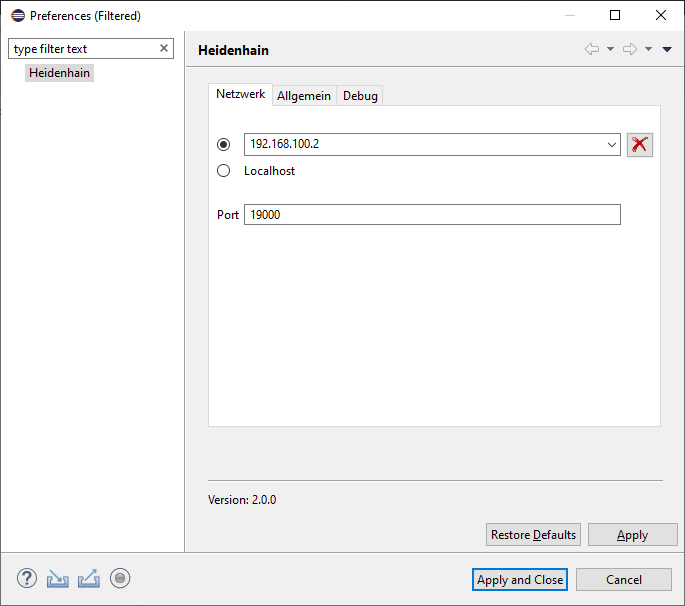 Preferences (Filtered)
type filter text
Heidenhain
Heidenhain
Netzwerk Allgemein Debug
192.168.100.2
Localhost
Port 19000
Version: 2.0.0
Restore Defaults Apply
Apply and Close Cancel